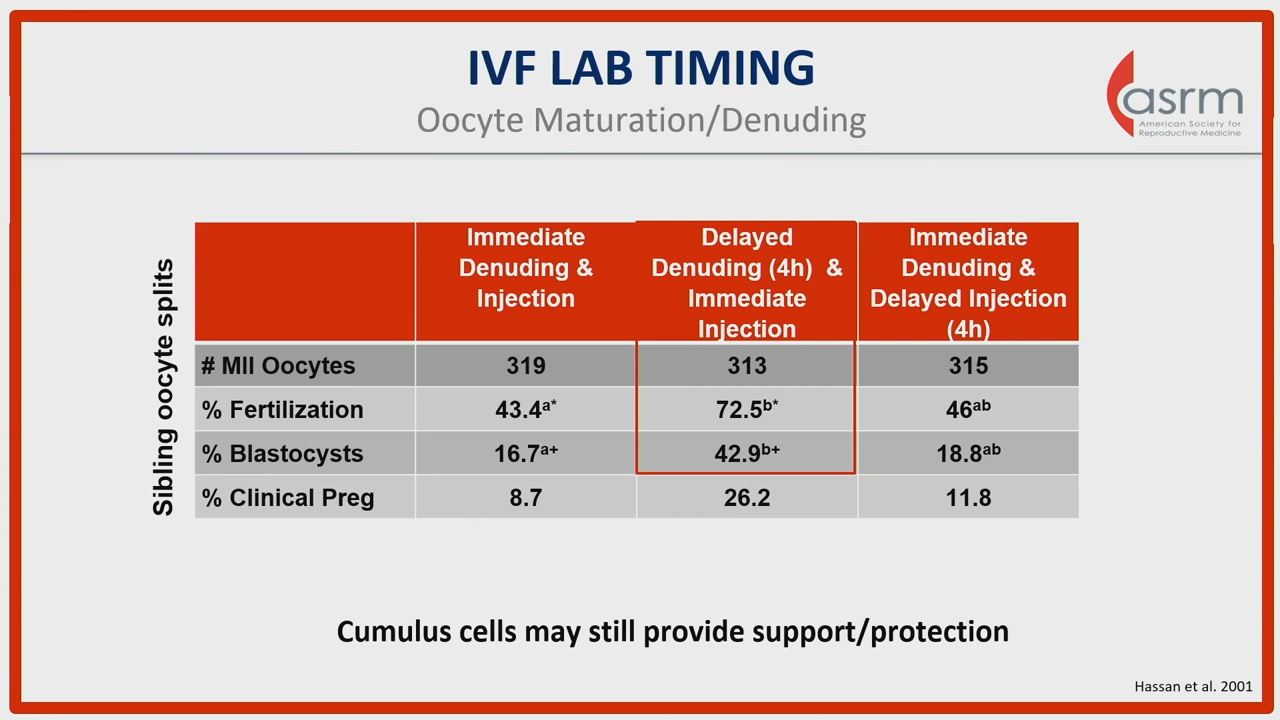 IVF LAB TIMING
Oocyte Maturation/Denuding
asrm
American Society for
Reproductive Medicine
Sibling oocyte splits
Immediate
Denuding &
Injection
Delayed
Denuding (4h) &
Immediate
Injection
Immediate
Denuding &
Delayed Injection
(4h)
# MII Oocytes 319 313 315
% Fertilization 43.4a* 72.5b* 46ab
% Blastocysts 16.7a+ 42.9b+ 18.8ab
% Clinical Preg 8.7 26.2 11.8
Cumulus cells may still provide support/protection
Hassan et al. 2001